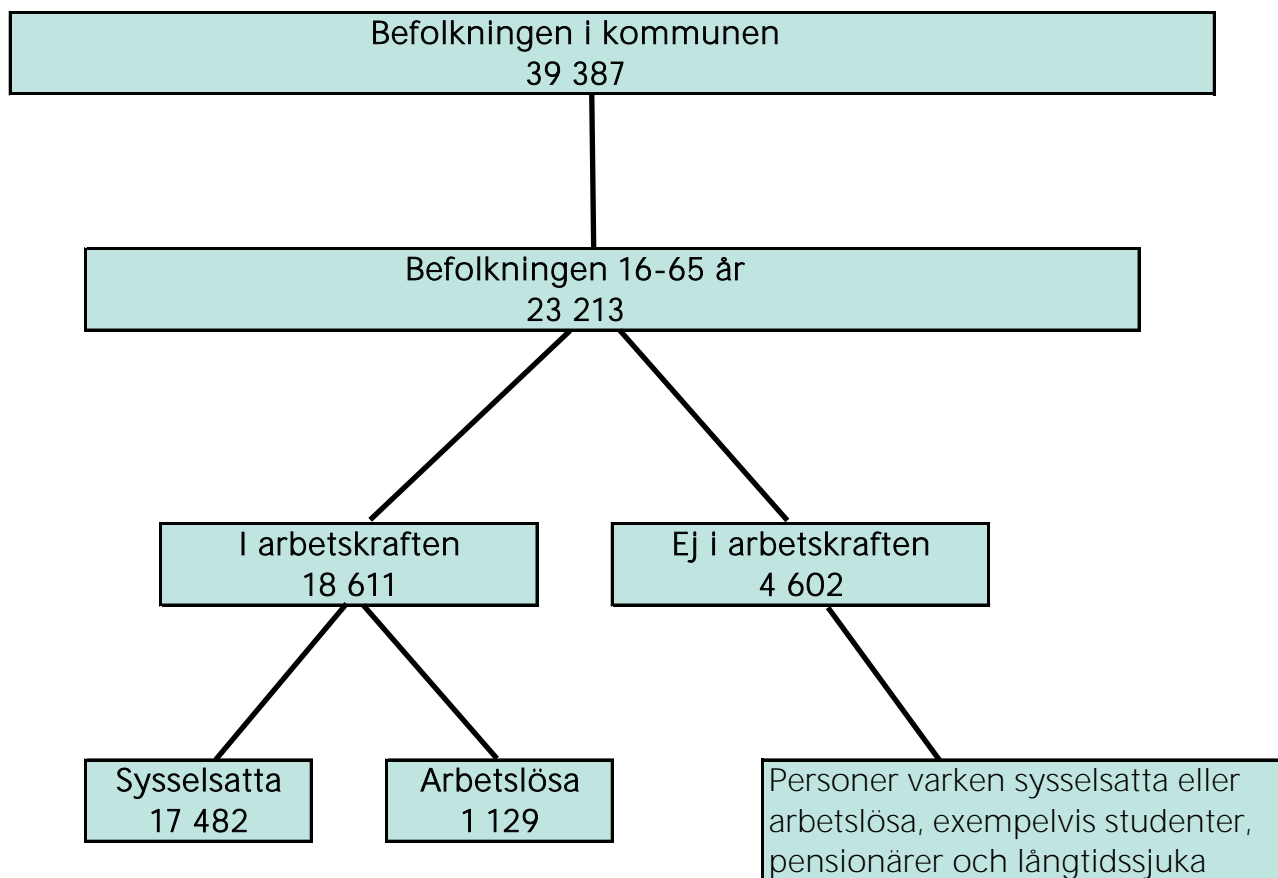 Befolkningen i kommunen
39 387
Befolkningen 16-65 år
23 213
I arbetskraften
18 611
Ej i arbetskraften
4 602
Sysselsatta
17 482
Arbetslösa
1 129
Personer varken sysselsatta eller
arbetslösa, exempelvis studenter,
pensionärer och långtidssjuka